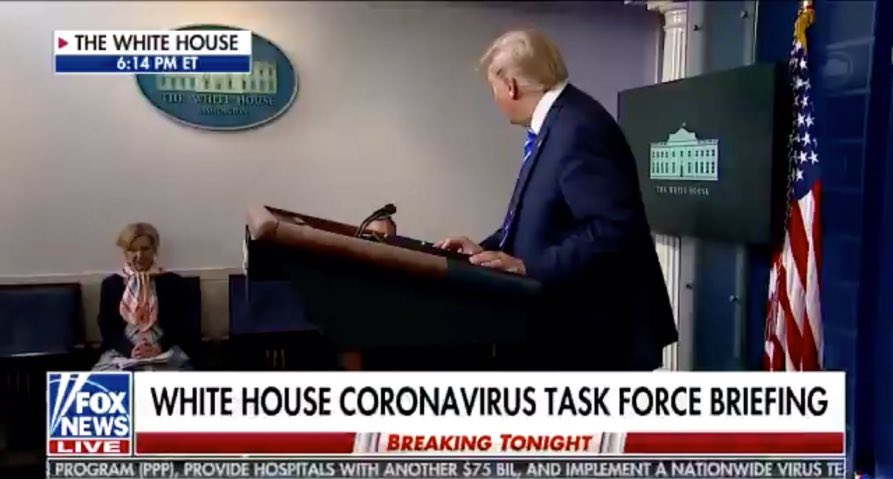 THE WHITE HOUSE
6:14 PM ET
THE WHITE HOUSE
WASHINGTON
THE WHITE HOUSE
FOX
NEWS
LIVE
WHITE HOUSE CORONAVIRUS TASK FORCE BRIEFING
BREAKING TONIGHT
PROGRAM (PPP), PROVIDE HOSPITALS WITH ANOTHER $75 BIL, AND IMPLEMENT A NATIONWIDE VIRUS TE